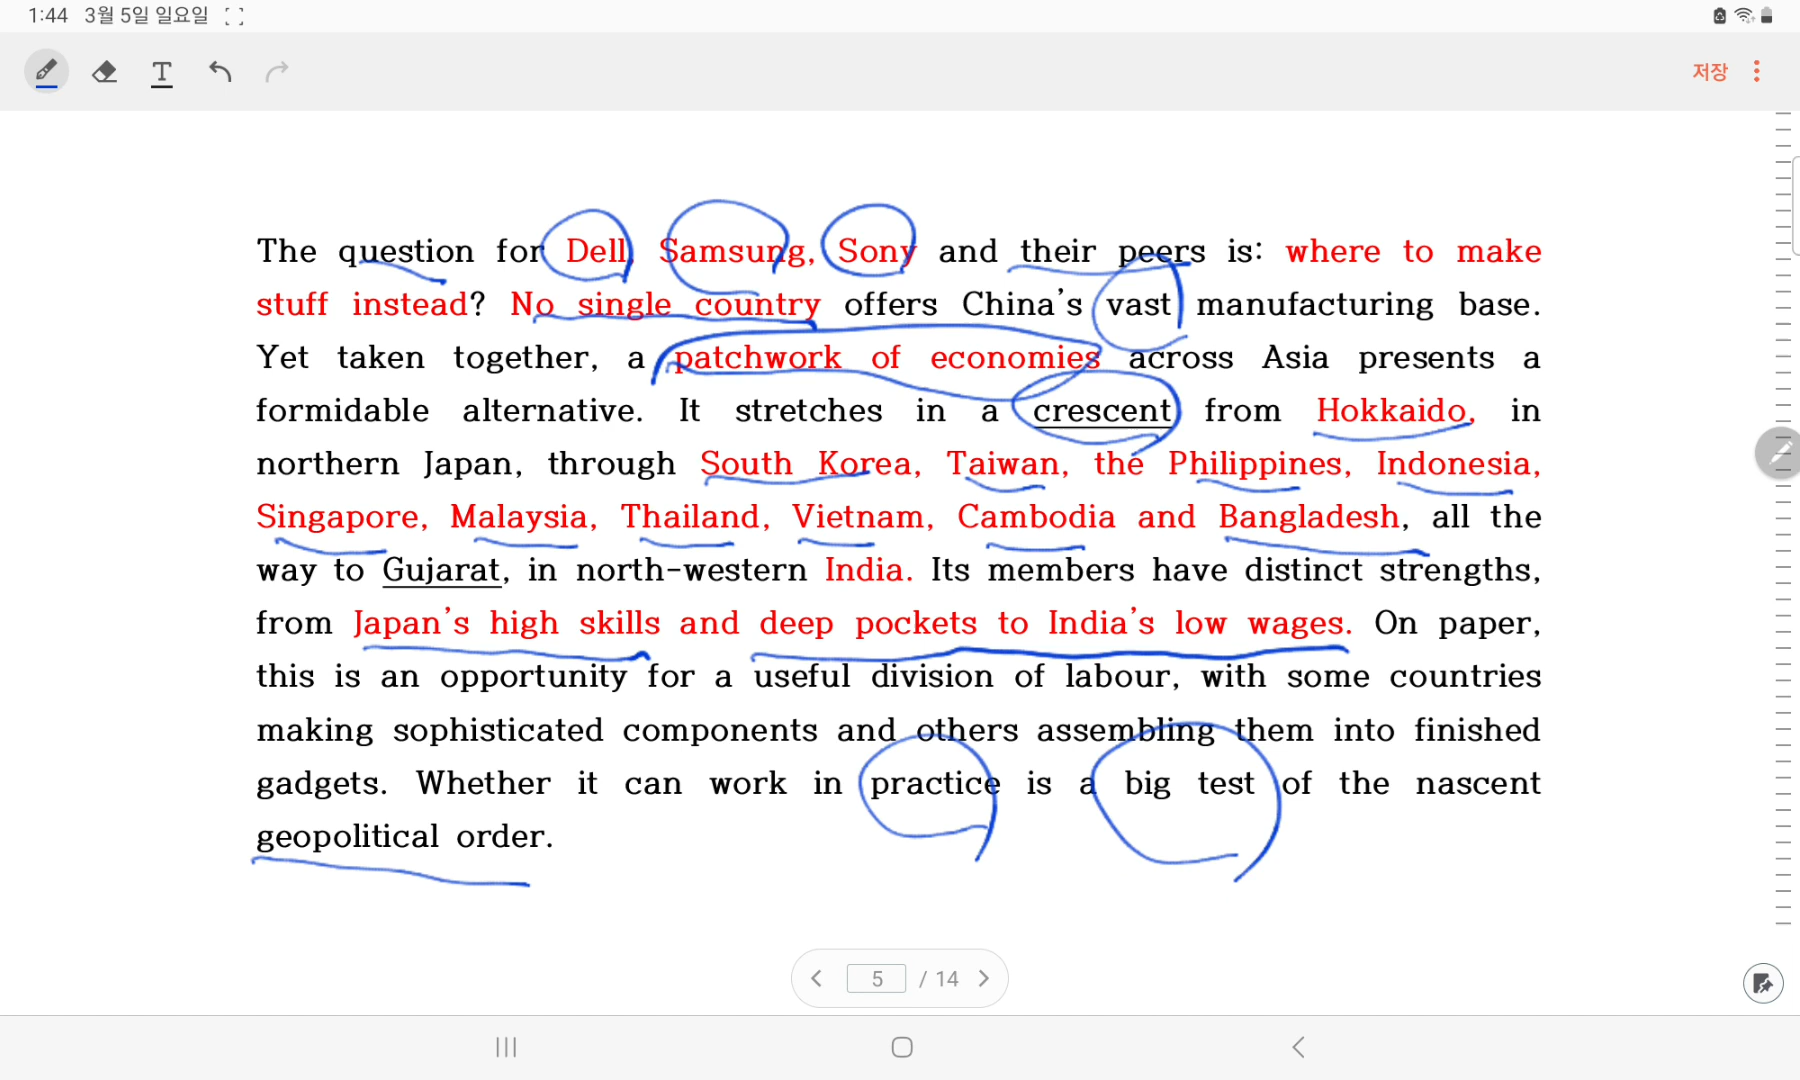 1:44 3월 5일 일요일
T
저장
The question for Dell, Samsung, Sony and their peers is: where to make
stuff instead? No single country offers China's vast manufacturing base.
Yet taken together, a patchwork of economies across Asia presents a
formidable alternative. It stretches in a crescent from Hokkaido, in
northern Japan, through South Korea, Taiwan, the Philippines, Indonesia,
Singapore, Malaysia, Thailand, Vietnam, Cambodia and Bangladesh, all the
way to Gujarat, in north-western India. Its members have distinct strengths,
from Japan's high skills and deep pockets to India's low wages. On paper,
this is an opportunity for a useful division of labour, with some countries
making sophisticated components and others assembling them into finished
gadgets. Whether it can work in practice is a big test of the nascent
geopolitical order.
5 / 14